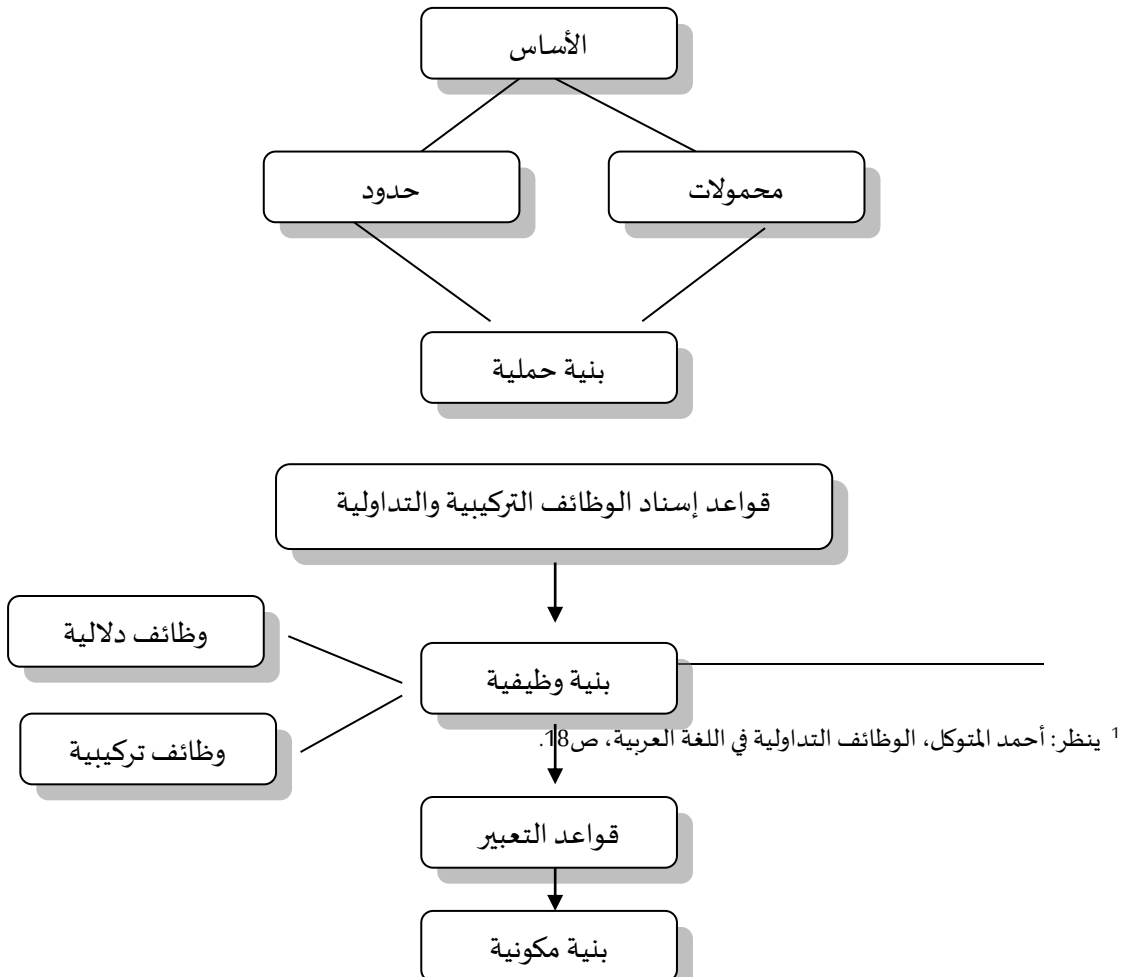 الأساس
محمولات
حدود
بنية حملية
قواعد إسناد الوظائف التركيبية والتداولية
وظائف دلالية
بنية وظيفية
وظائف تركيبية
1 ينظر: أحمد المتوكل، الوظائف التداولية في اللغة العربية، ص18.
قواعد التعبير
بنية مكونية